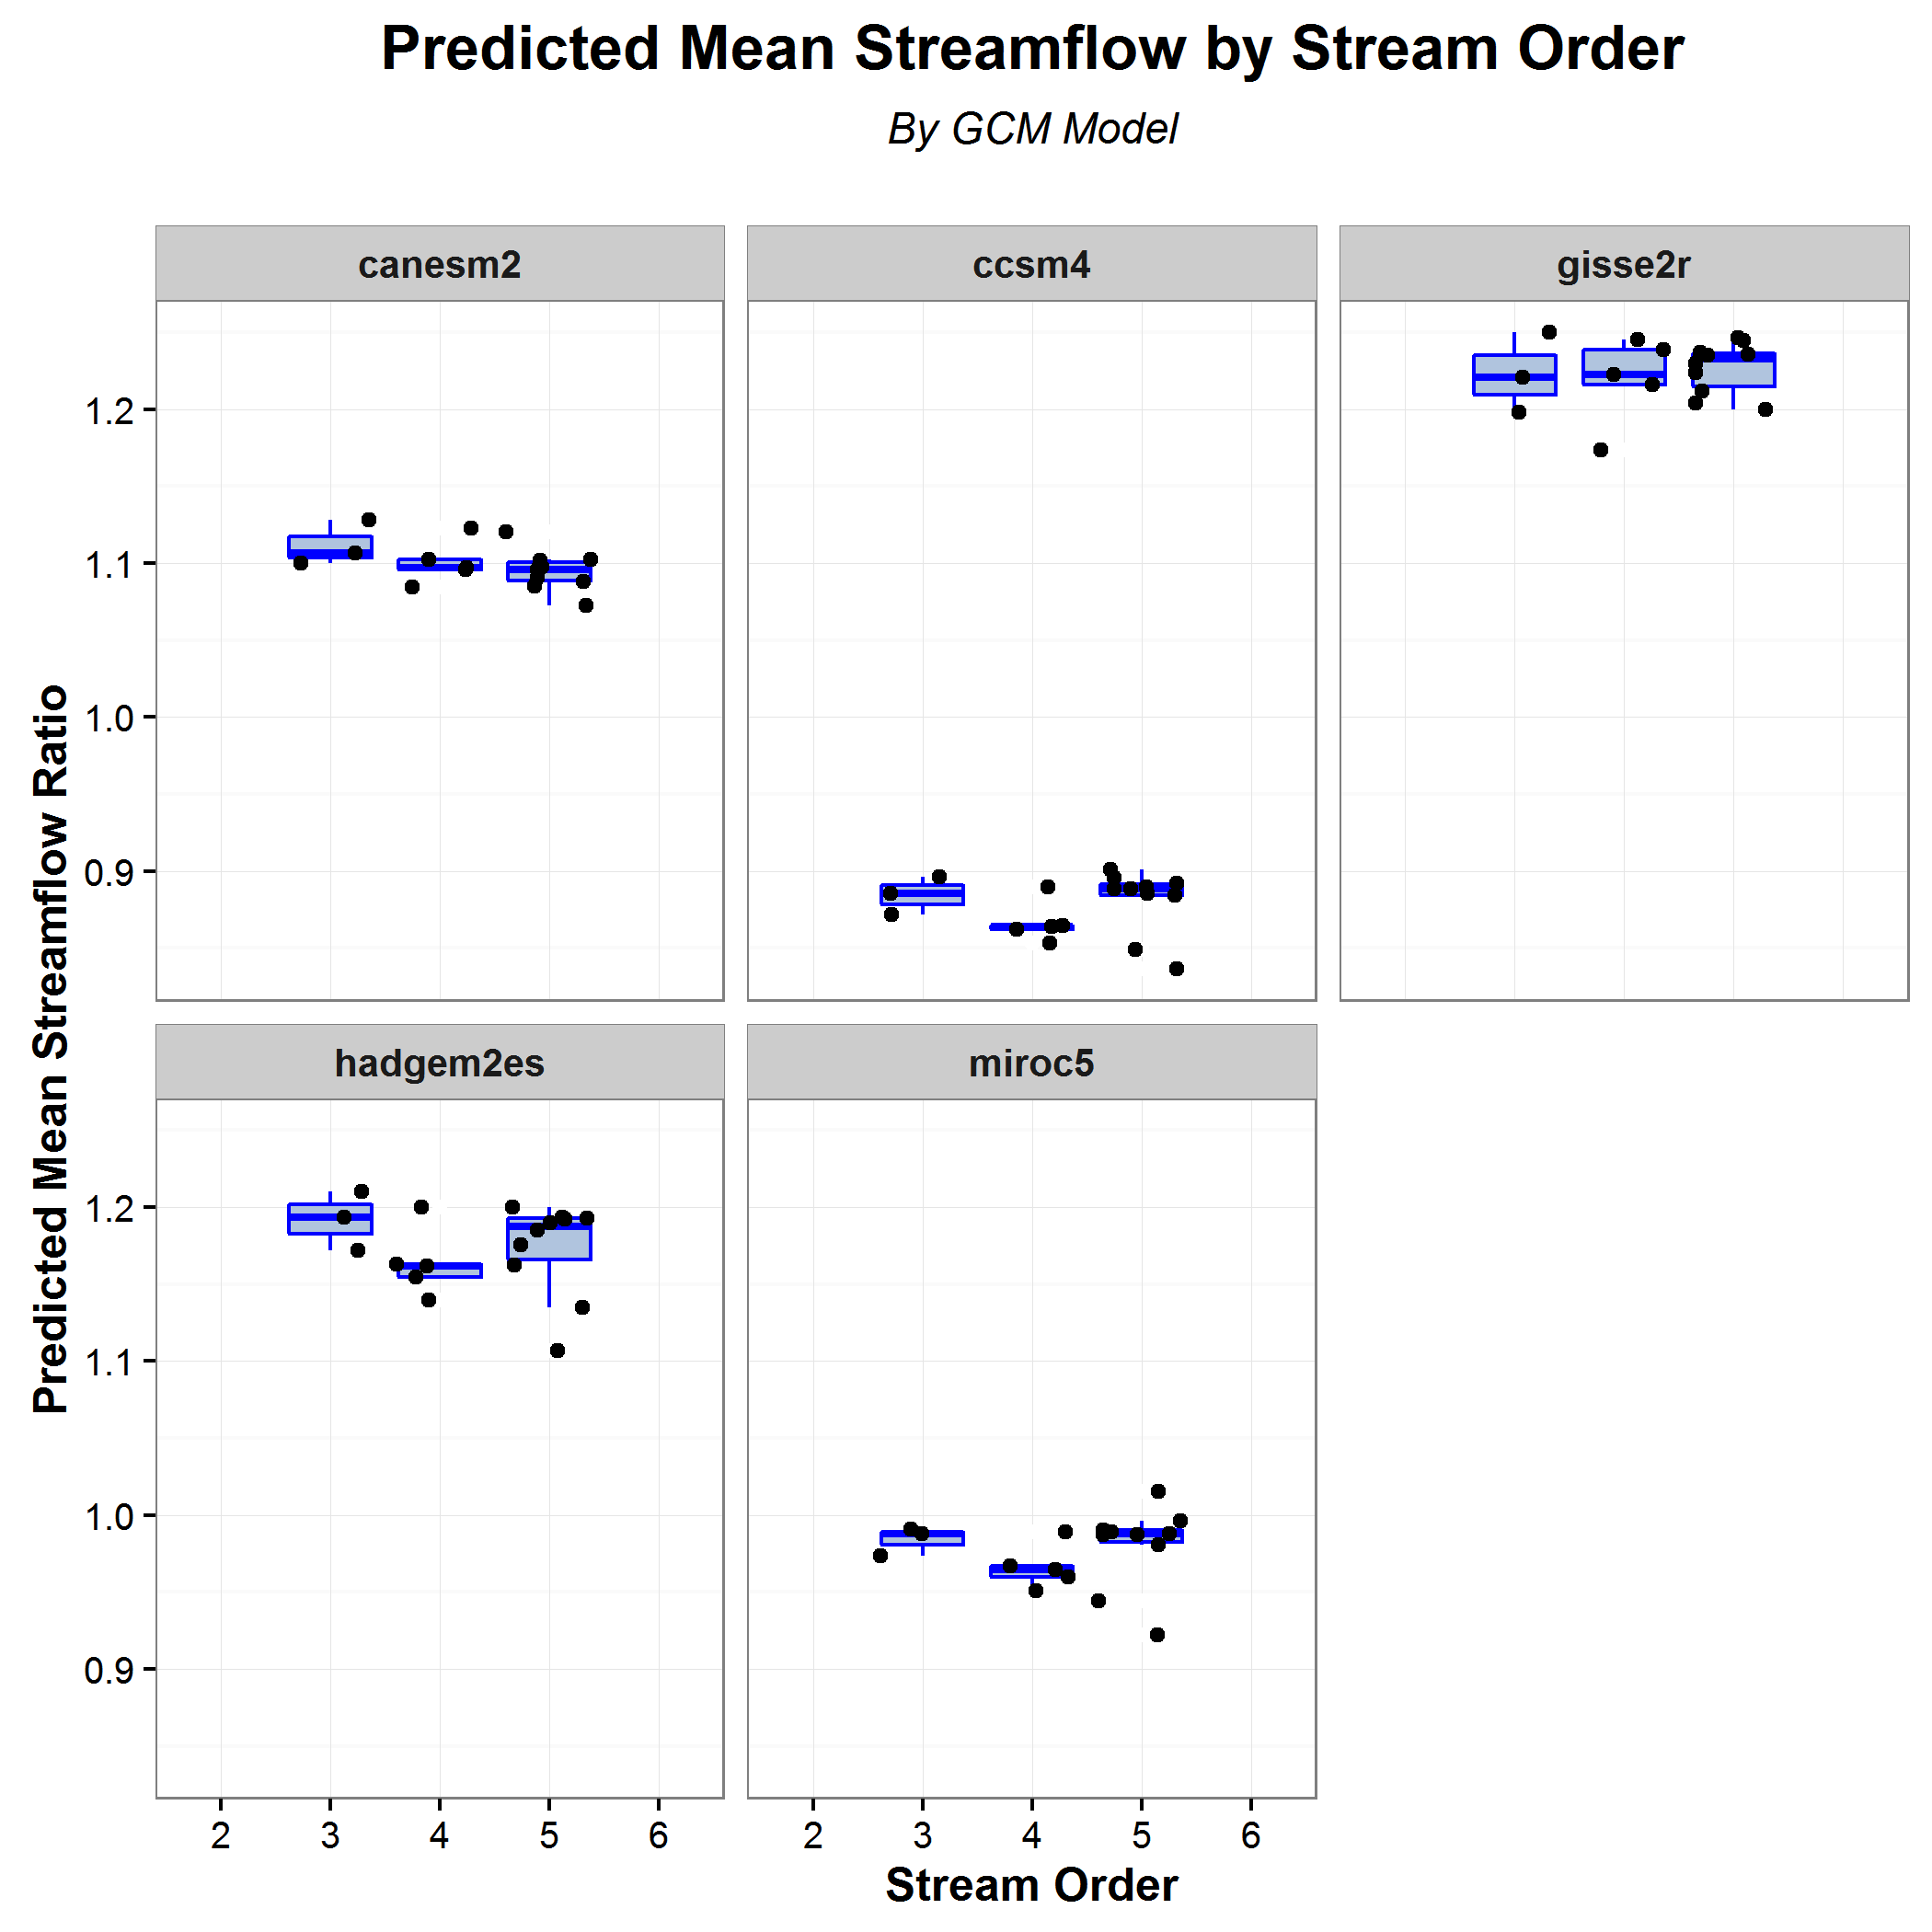 Predicted Mean Streamflow by Stream Order
By GCM Model
canesm2
ccsm4
gisse2r
1.2
1.1
1.0
0.9
Predicted Mean Streamflow Ratio
hadgem2es
miroc5
1.2
1.1
1.0
0.9
2 3 4 5 6
2 3 4 5 6
Stream Order